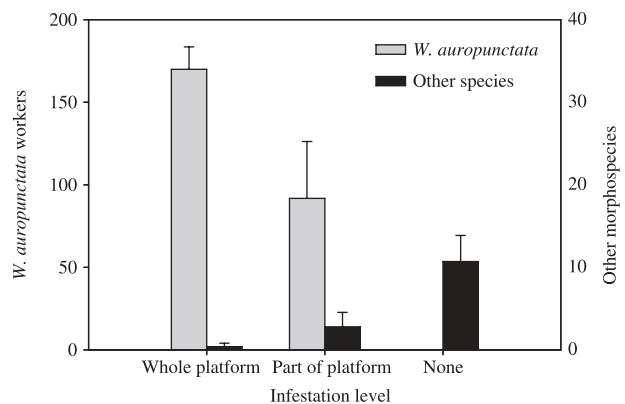 200
150
100
50
0
W. auropunctata workers
40
30
20
10
0
Other morphospecies
W. auropunctata
Other species
Whole platform
Part of platform
None
Infestation level